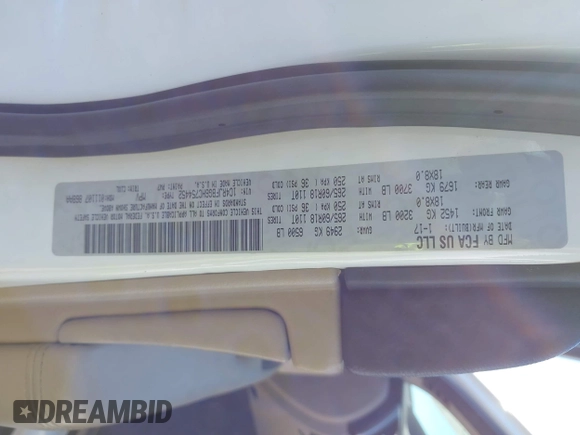 MFD BY FCA US LLC
DATE OF MFR(BUILT): 1-17
GVWR: 2949 KG 6500 LB
GAWR FRONT: 1452 KG 3200 LB WITH 265/60R18 110T TIRES
18X8.0 RIMS AT 250 KPA ( 36 PSI) COLD
GAWR REAR: 1679 KG 3700 LB WITH 265/60R18 110T TIRES
18X8.0 RIMS AT 250 KPA ( 36 PSI) COLD
THIS VEHICLE CONFORMS TO ALL APPLICABLE U.S.A. FEDERAL MOTOR VEHICLE SAFETY
STANDARDS IN EFFECT ON THE DATE OF MANUFACTURE SHOWN ABOVE.
VIN: TYPE: MPV
VEHICLE MADE IN U.S.A.
DREAMBID